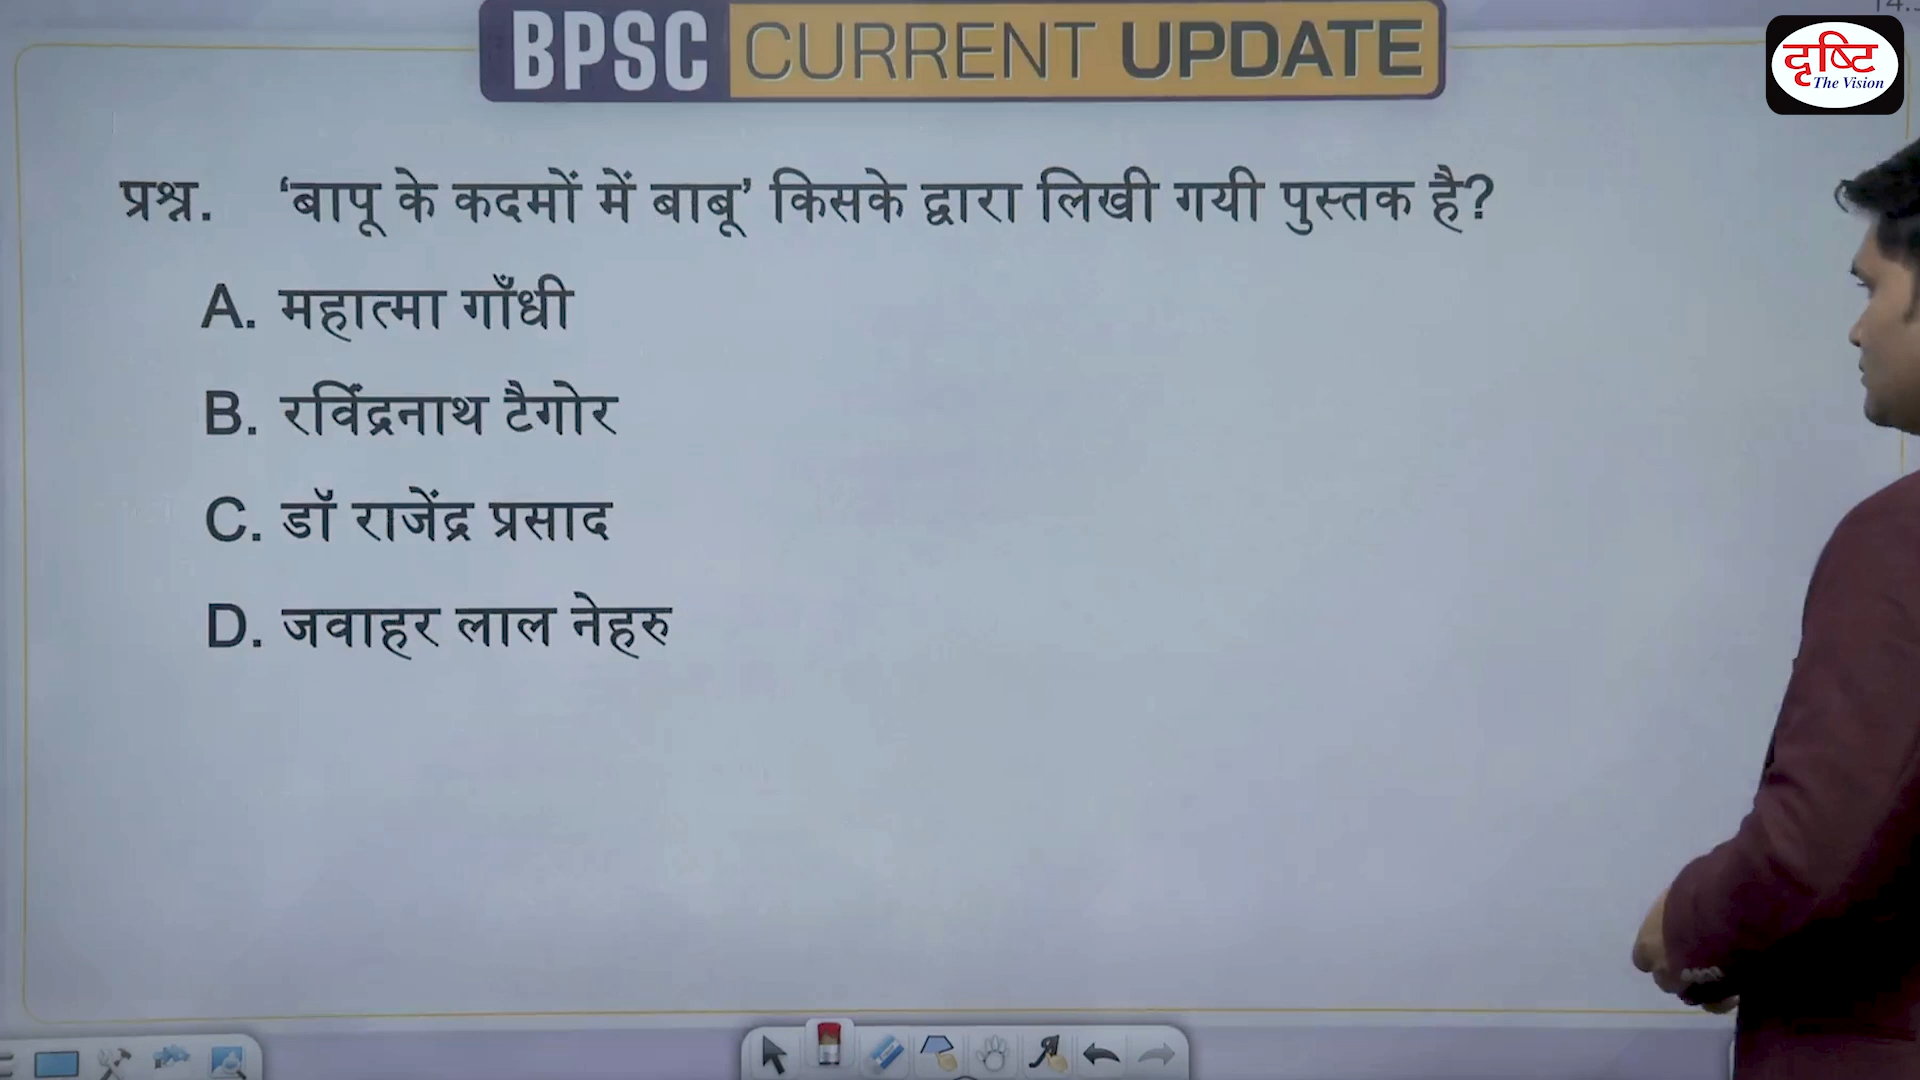 BPSC CURRENT UPDATE
दृष्टि
The Vision
प्रश्न. ‘बापू के कदमों में बाबू’ किसके द्वारा लिखी गयी पुस्तक है?
A. महात्मा गाँधी
B. रविंद्रनाथ टैगोर
C. डॉ राजेंद्र प्रसाद
D. जवाहर लाल नेहरु